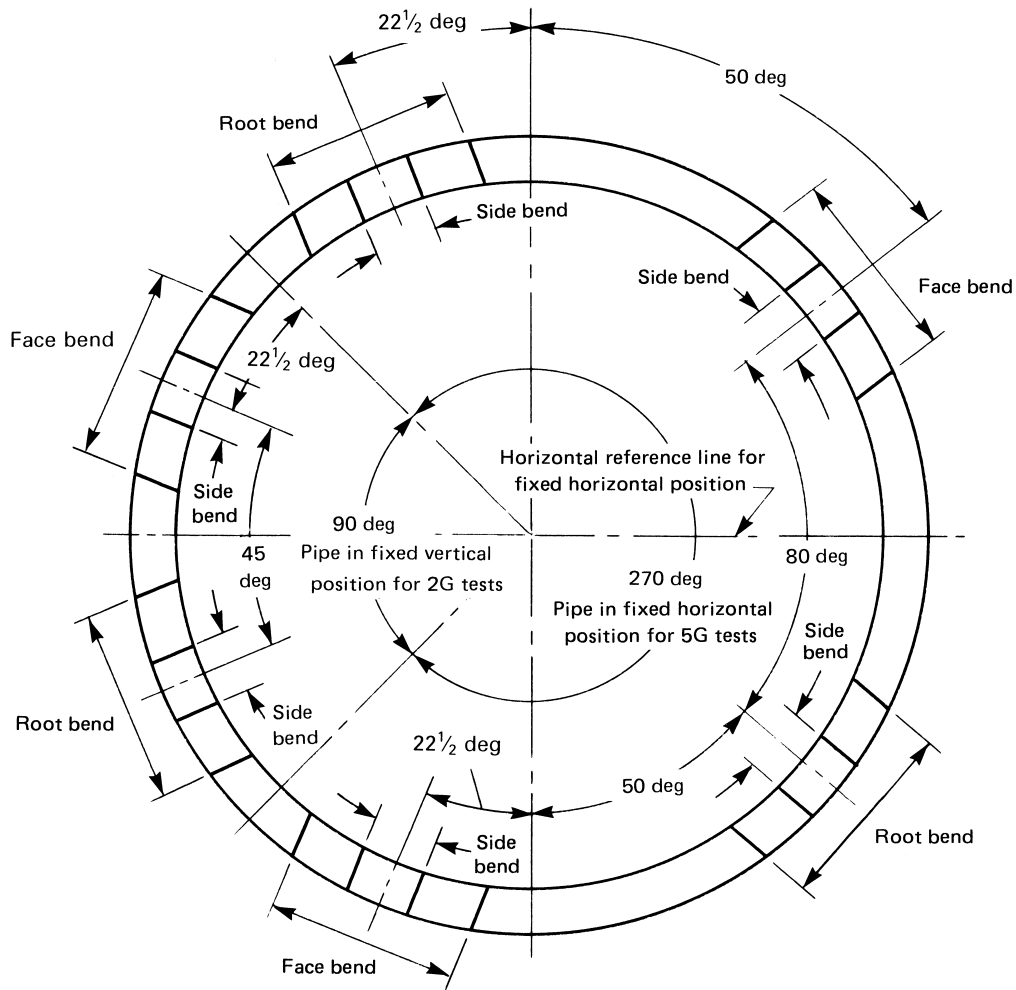 22½ deg
50 deg
Root bend
Side bend
Side bend
Face bend
Face bend
22½ deg
Horizontal reference line for
fixed horizontal position
Side
bend
90 deg
Pipe in fixed vertical
position for 2G tests
45
deg
80 deg
270 deg
Pipe in fixed horizontal
position for 5G tests
Side
bend
Root bend
Side
bend
22½ deg
50 deg
Side
bend
Root bend
Face bend